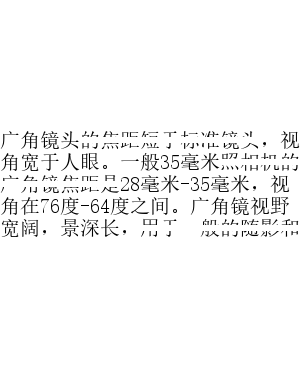 广角镜头的焦距短于标准镜头，视
角宽于人眼。一般35毫米照相机的
广角镜焦距是28毫米-35毫米，视
角在76度-64度之间。广角镜视野
宽阔，景深长，用于一般的随影和